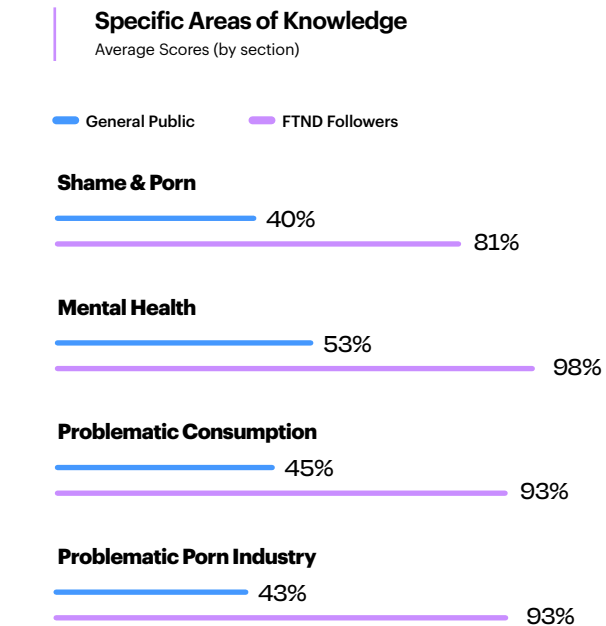 Specific Areas of Knowledge
Average Scores (by section)
General Public
FTND Followers
Shame & Porn
40%
81%
Mental Health
53%
98%
Problematic Consumption
45%
93%
Problematic Porn Industry
43%
93%